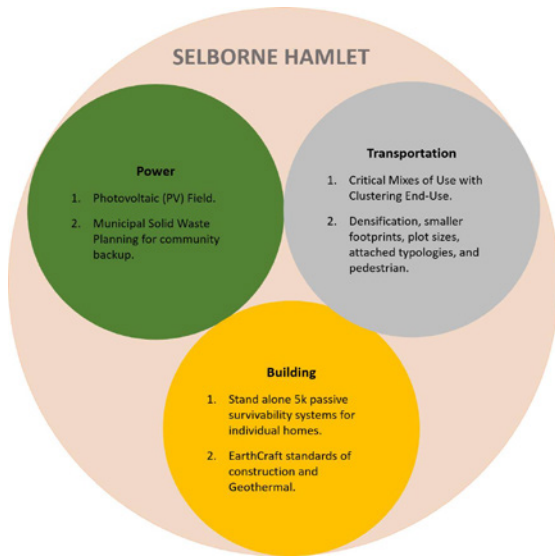 SELBORNE HAMLET
Power
1. Photovoltaic (PV) Field.
2. Municipal Solid Waste
Planning for community
backup.
Transportation
1. Critical Mixes of Use with
Clustering End-Use.
2. Densification, smaller
footprints, plot sizes,
attached typologies, and
pedestrian.
Building
1. Stand alone 5k passive
survivability systems for
individual homes.
2. EarthCraft standards of
construction and
Geothermal.